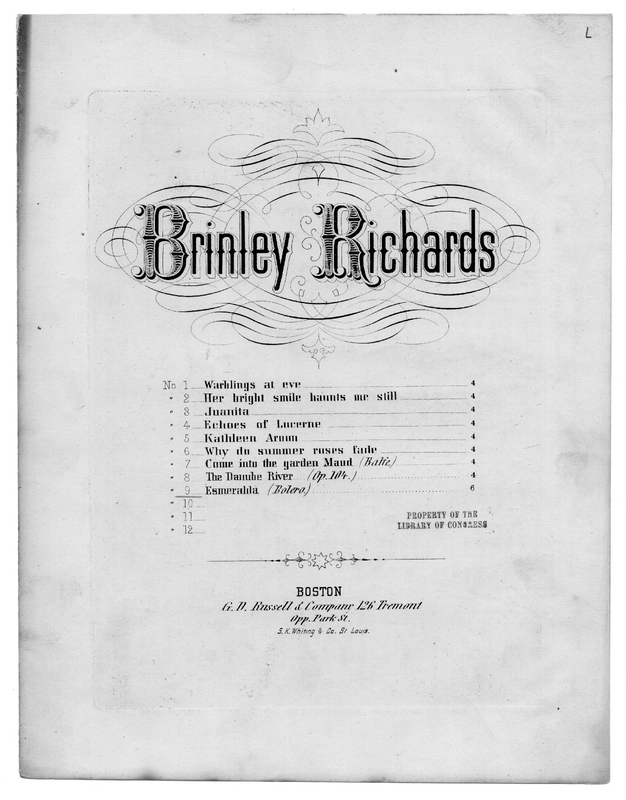 L
Brinley Richards
No 1 Warblings at eve 4
" 2 Her bright smile haunts me still 4
" 3 Juanita 4
" 4 Echoes of Lucerne 4
" 5 Kathleen Aroon 4
" 6 Why do summer roses fade 4
" 7 Come into the garden Maud (Balfe) 4
" 8 The Danube River (Op. 104.) 4
" 9 Esmeralda (Bolero.) 6
" 10
" 11
" 12
PROPERTY OF THE
LIBRARY OF CONGRESS
BOSTON
G. D. Russell & Company 126 Tremont
Opp. Park St.
S. K. Whiting & Co. St Louis.